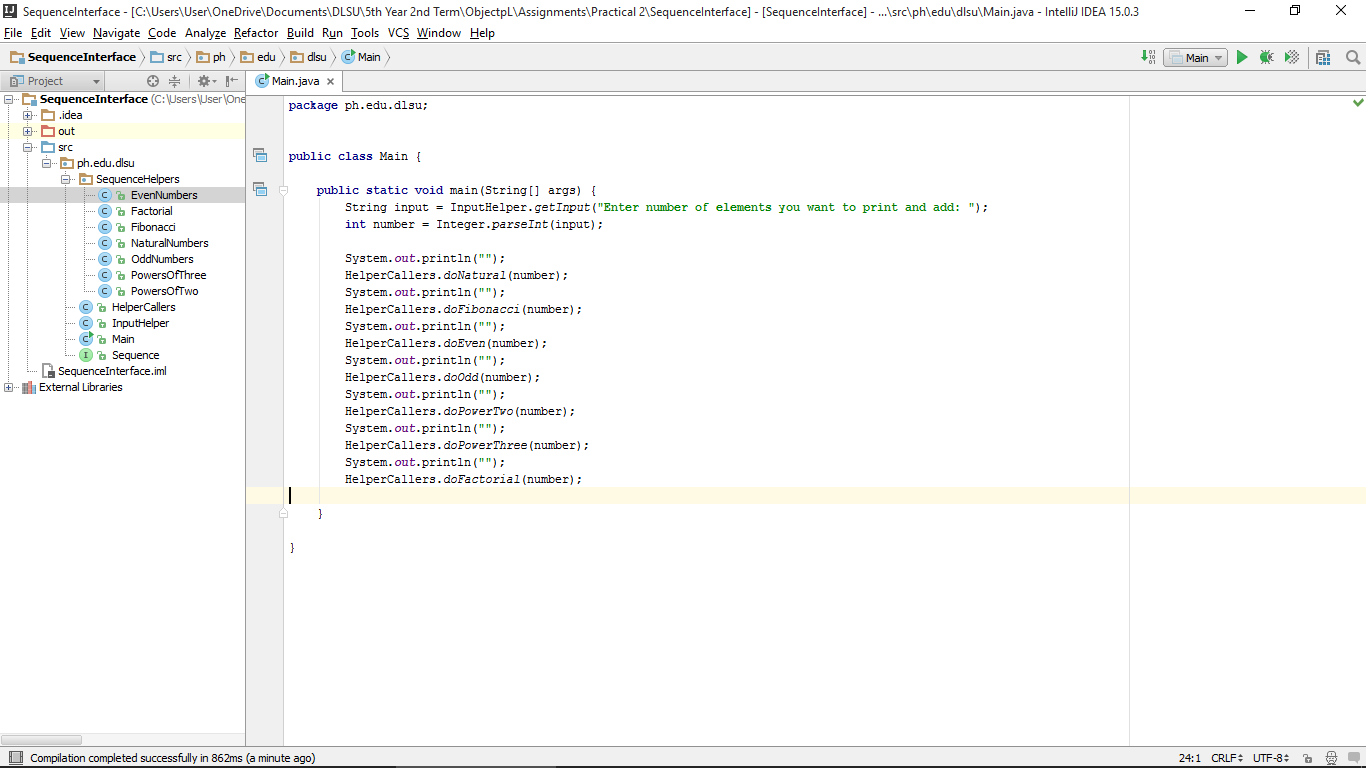 SequenceInterface - [C:\Users\User\OneDrive\Documents\DLSU\5th Year 2nd Term\ObjectpL\Assignments\Practical 2\SequenceInterface] - [SequenceInterface] - ...\src\ph\edu\dlsu\Main.java - IntelliJ IDEA 15.0.3
File Edit View Navigate Code Analyze Refactor Build Run Tools VCS Window Help
SequenceInterface src ph edu dlsu Main
Main
Project
Main.java
SequenceInterface (C:\Users\User\One
.idea
out
src
ph.edu.dlsu
SequenceHelpers
EvenNumbers
Factorial
Fibonacci
NaturalNumbers
OddNumbers
PowersOfThree
PowersOfTwo
HelperCallers
InputHelper
Main
Sequence
SequenceInterface.iml
External Libraries
package ph.edu.dlsu;
public class Main {
public static void main(String[] args) {
String input = InputHelper.getInput("Enter number of elements you want to print and add: ");
int number = Integer.parseInt(input);
System.out.println("");
HelperCallers.doNatural(number);
System.out.println("");
HelperCallers.doFibonacci(number);
System.out.println("");
HelperCallers.doEven(number);
System.out.println("");
HelperCallers.doOdd(number);
System.out.println("");
HelperCallers.doPowerTwo(number);
System.out.println("");
HelperCallers.doPowerThree(number);
System.out.println("");
HelperCallers.doFactorial(number);
}
}
Compilation completed successfully in 862ms (a minute ago)
24:1 CRLF UTF-8